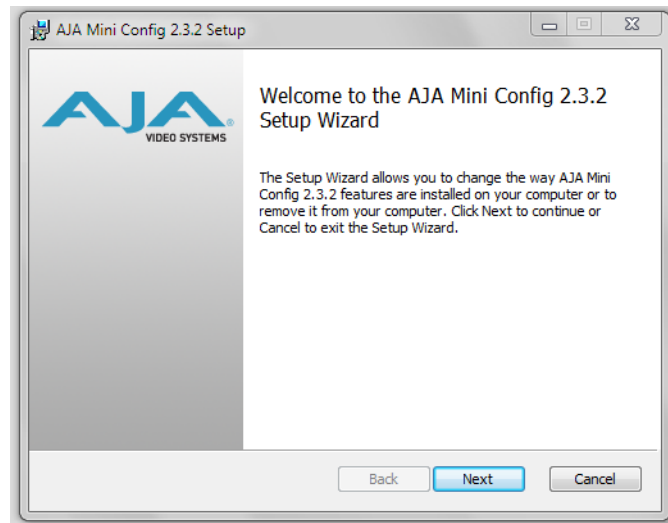 AJA Mini Config 2.3.2 Setup
AJA
VIDEO SYSTEMS
Welcome to the AJA Mini Config 2.3.2
Setup Wizard
The Setup Wizard allows you to change the way AJA Mini
Config 2.3.2 features are installed on your computer or to
remove it from your computer. Click Next to continue or
Cancel to exit the Setup Wizard.
Back Next Cancel